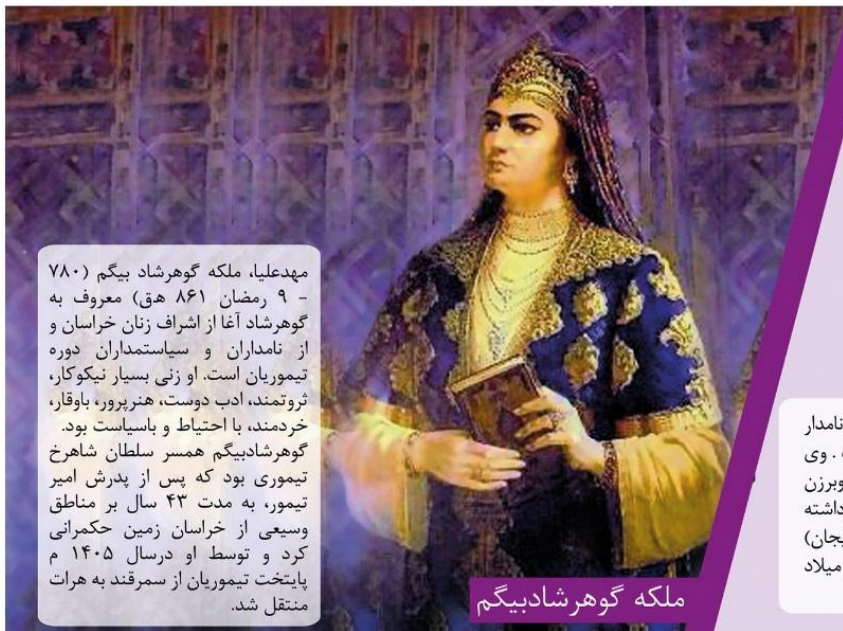 مهدعلیا، ملکه گوهرشاد بیگم (۷۸۰
- ۹ رمضان ۸۶۱ هق) معروف به
گوهرشاد آغا از اشراف زنان خراسان و
از نامداران و سیاستمداران دوره
تیموریان است. او زنی بسیار نیکوکار،
ثروتمند، ادب دوست، هنرپرور، باوقار،
خردمند، با احتیاط و باسیاست بود.
گوهرشادبیگم همسر سلطان شاهرخ
تیموری بود که پس از پدرش امیر
تیمور، به مدت ۴۳ سال بر مناطق
وسیعی از خراسان زمین حکمرانی
کرد و توسط او درسال ۱۴۰۵ م
پایتخت تیموریان از سمرقند به هرات
منتقل شد.
ملکه گوهرشادبیگم
نامدار
. وی
وبرزن
داشته
یجان)
میلاد